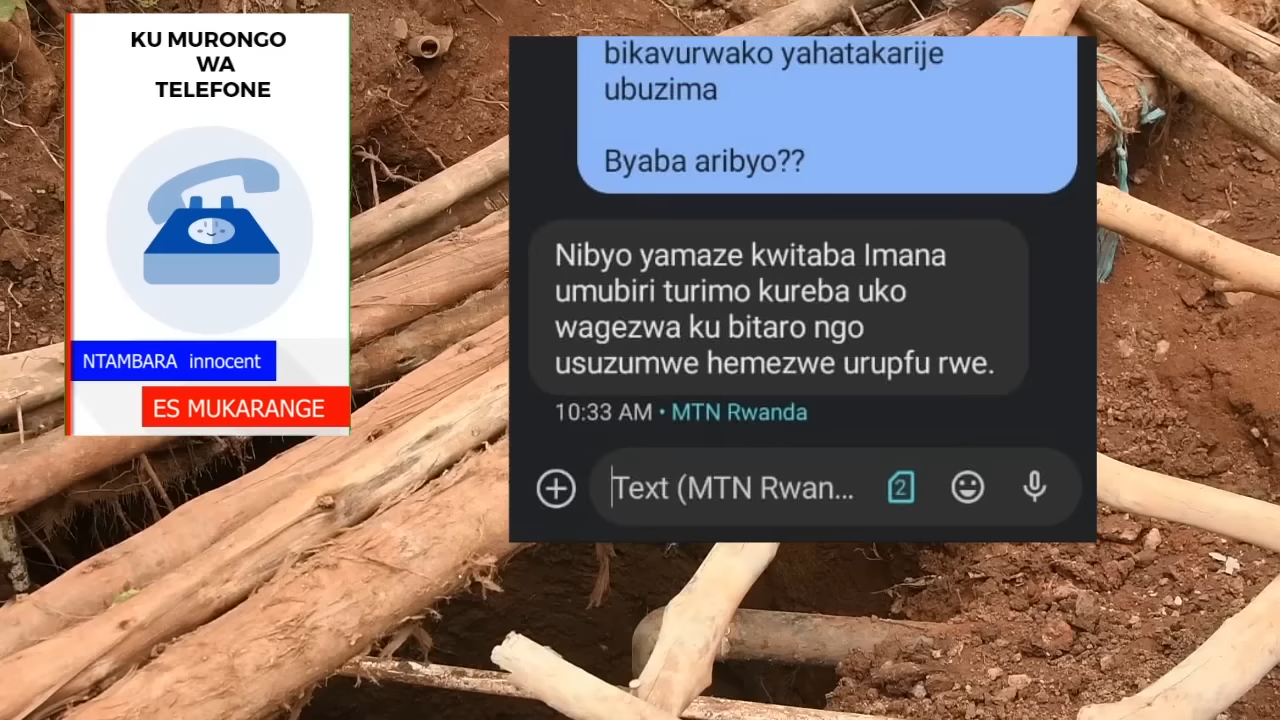 KU MURONGO
WA
TELEFONE
NTAMBARA innocent
ES MUKARANGE
bikavurwako yahatakarije
ubuzima
Byaba aribyo??
Nibyo yamaze kwitaba Imana
umubiri turimo kureba uko
wagezwa ku bitaro ngo
usuzumwe hemezwe urupfu rwe.
10:33 AM • MTN Rwanda
Text (MTN Rwan...
2